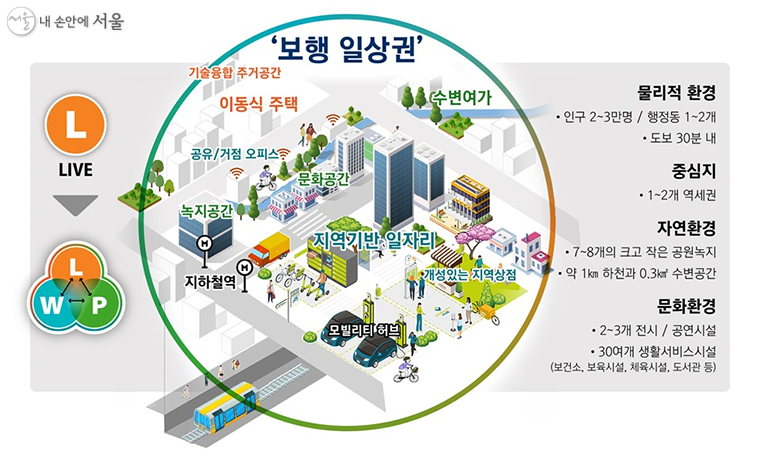 내 손안에 서울
'보행 일상권'
기술융합 주거공간
이동식 주택
수변여가
공유/거점 오피스
문화공간
녹지공간
지역기반 일자리
M
M
지하철역
개성있는 지역상점
모빌리티 허브
L
LIVE
L
W P
물리적 환경
• 인구 2~3만명 / 행정동 1~2개
• 도보 30분 내
중심지
• 1~2개 역세권
자연환경
• 7~8개의 크고 작은 공원녹지
• 약 1㎞ 하천과 0.3㎢ 수변공간
문화환경
• 2~3개 전시 / 공연시설
• 30여개 생활서비스시설
(보건소, 보육시설, 체육시설, 도서관 등)